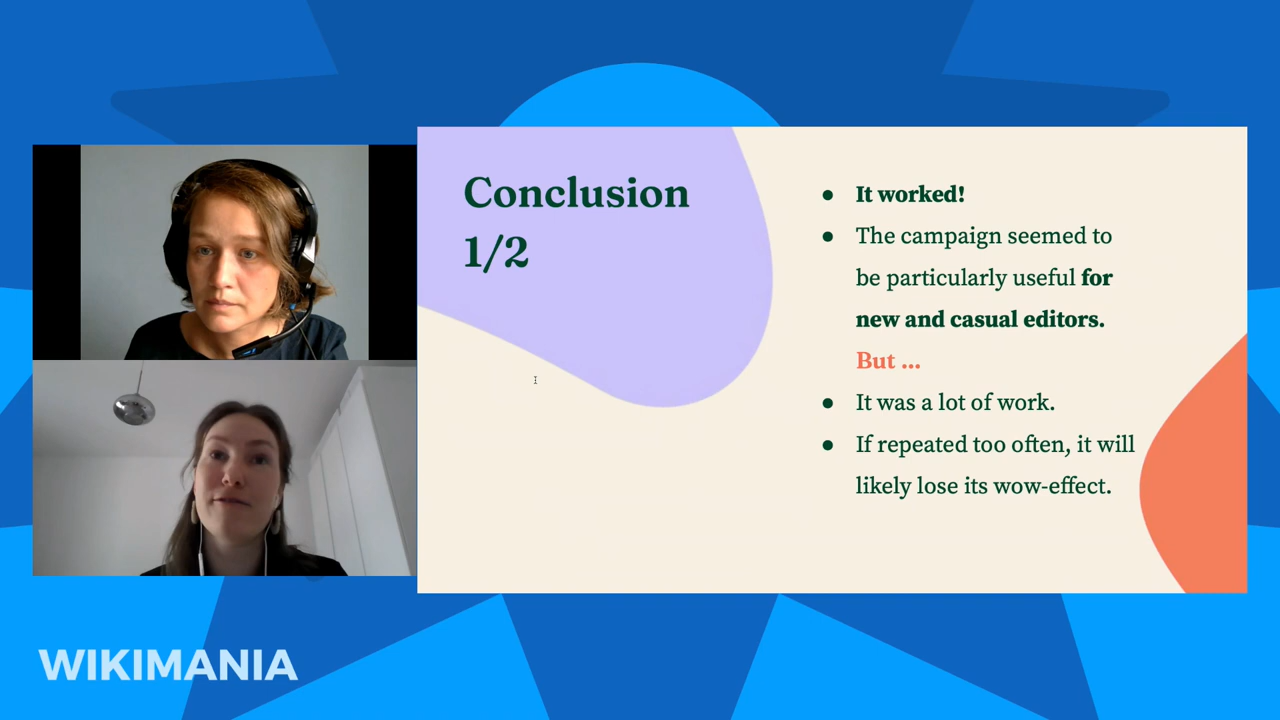 Conclusion
1/2
● It worked!
● The campaign seemed to
be particularly useful for
new and casual editors.
But ...
● It was a lot of work.
● If repeated too often, it will
likely lose its wow-effect.
WIKIMANIA